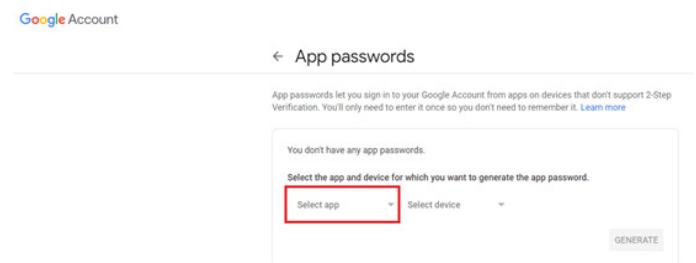 Google Account
← App passwords
App passwords let you sign in to your Google Account from apps on devices that don't support 2-Step
Verification. You'll only need to enter it once so you don't need to remember it. Learn more
You don't have any app passwords.
Select the app and device for which you want to generate the app password.
Select app Select device
GENERATE